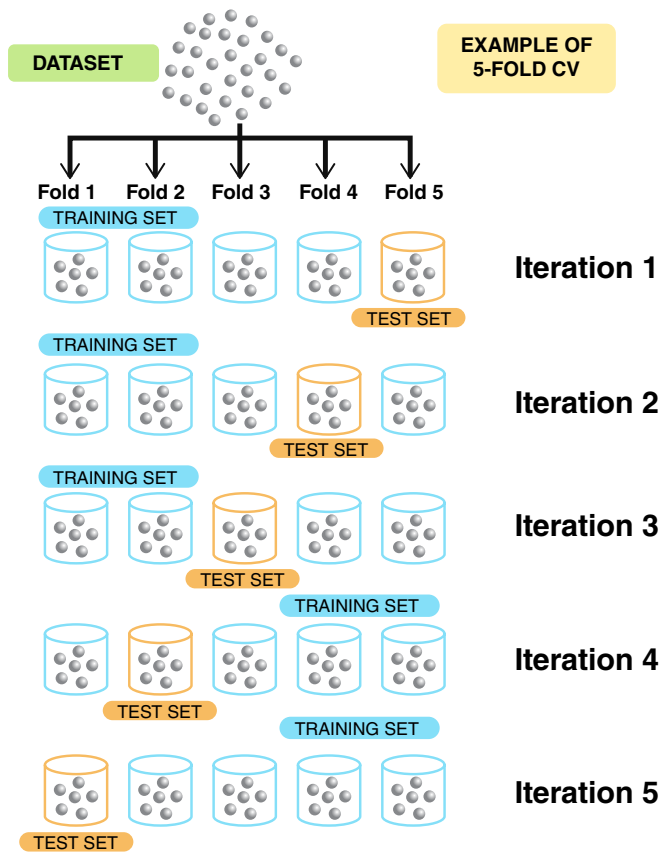 DATASET
EXAMPLE OF
5-FOLD CV
Fold 1 Fold 2 Fold 3 Fold 4 Fold 5
TRAINING SET
Iteration 1
TEST SET
TRAINING SET
Iteration 2
TEST SET
TRAINING SET
Iteration 3
TEST SET
TRAINING SET
Iteration 4
TEST SET
TRAINING SET
Iteration 5
TEST SET